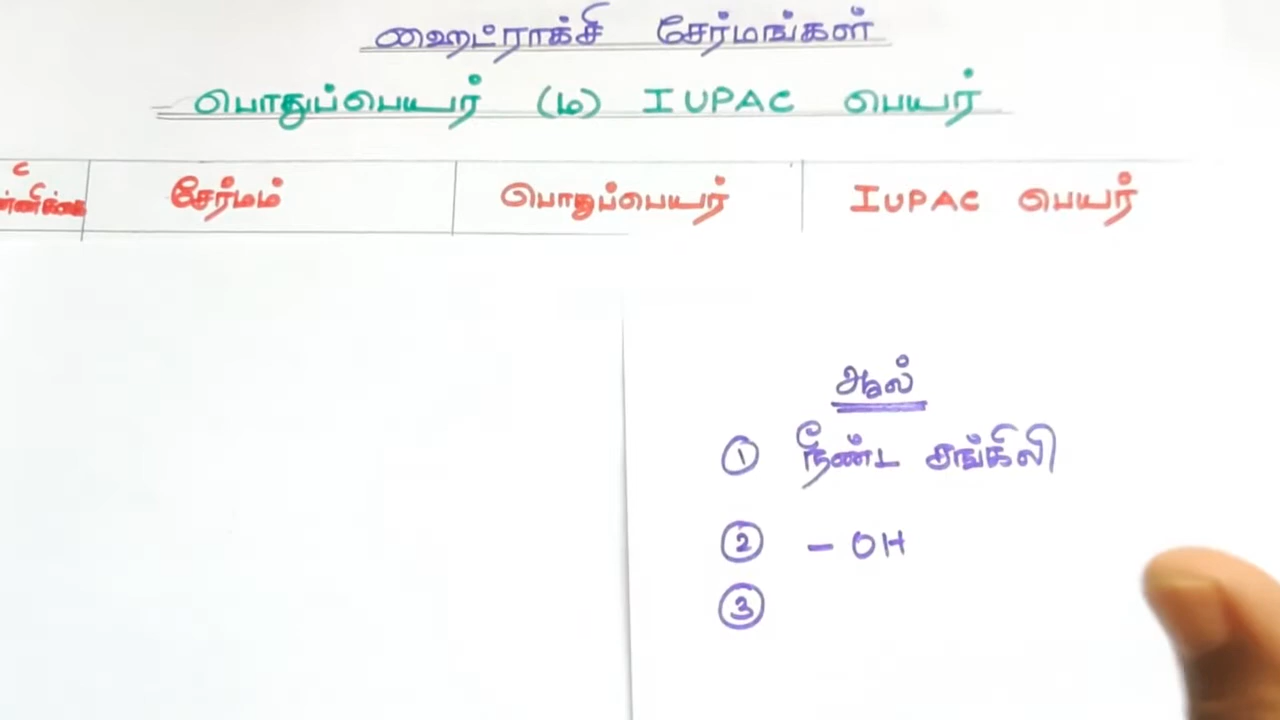 ஹைட்ராக்சி சேர்மங்கள்
பொதுப்பெயர் (ம) IUPAC பெயர்
C
சேர்மம் பொதுப்பெயர் IUPAC பெயர்
ஆல்
① நீண்ட சங்கிலி
② – OH
③